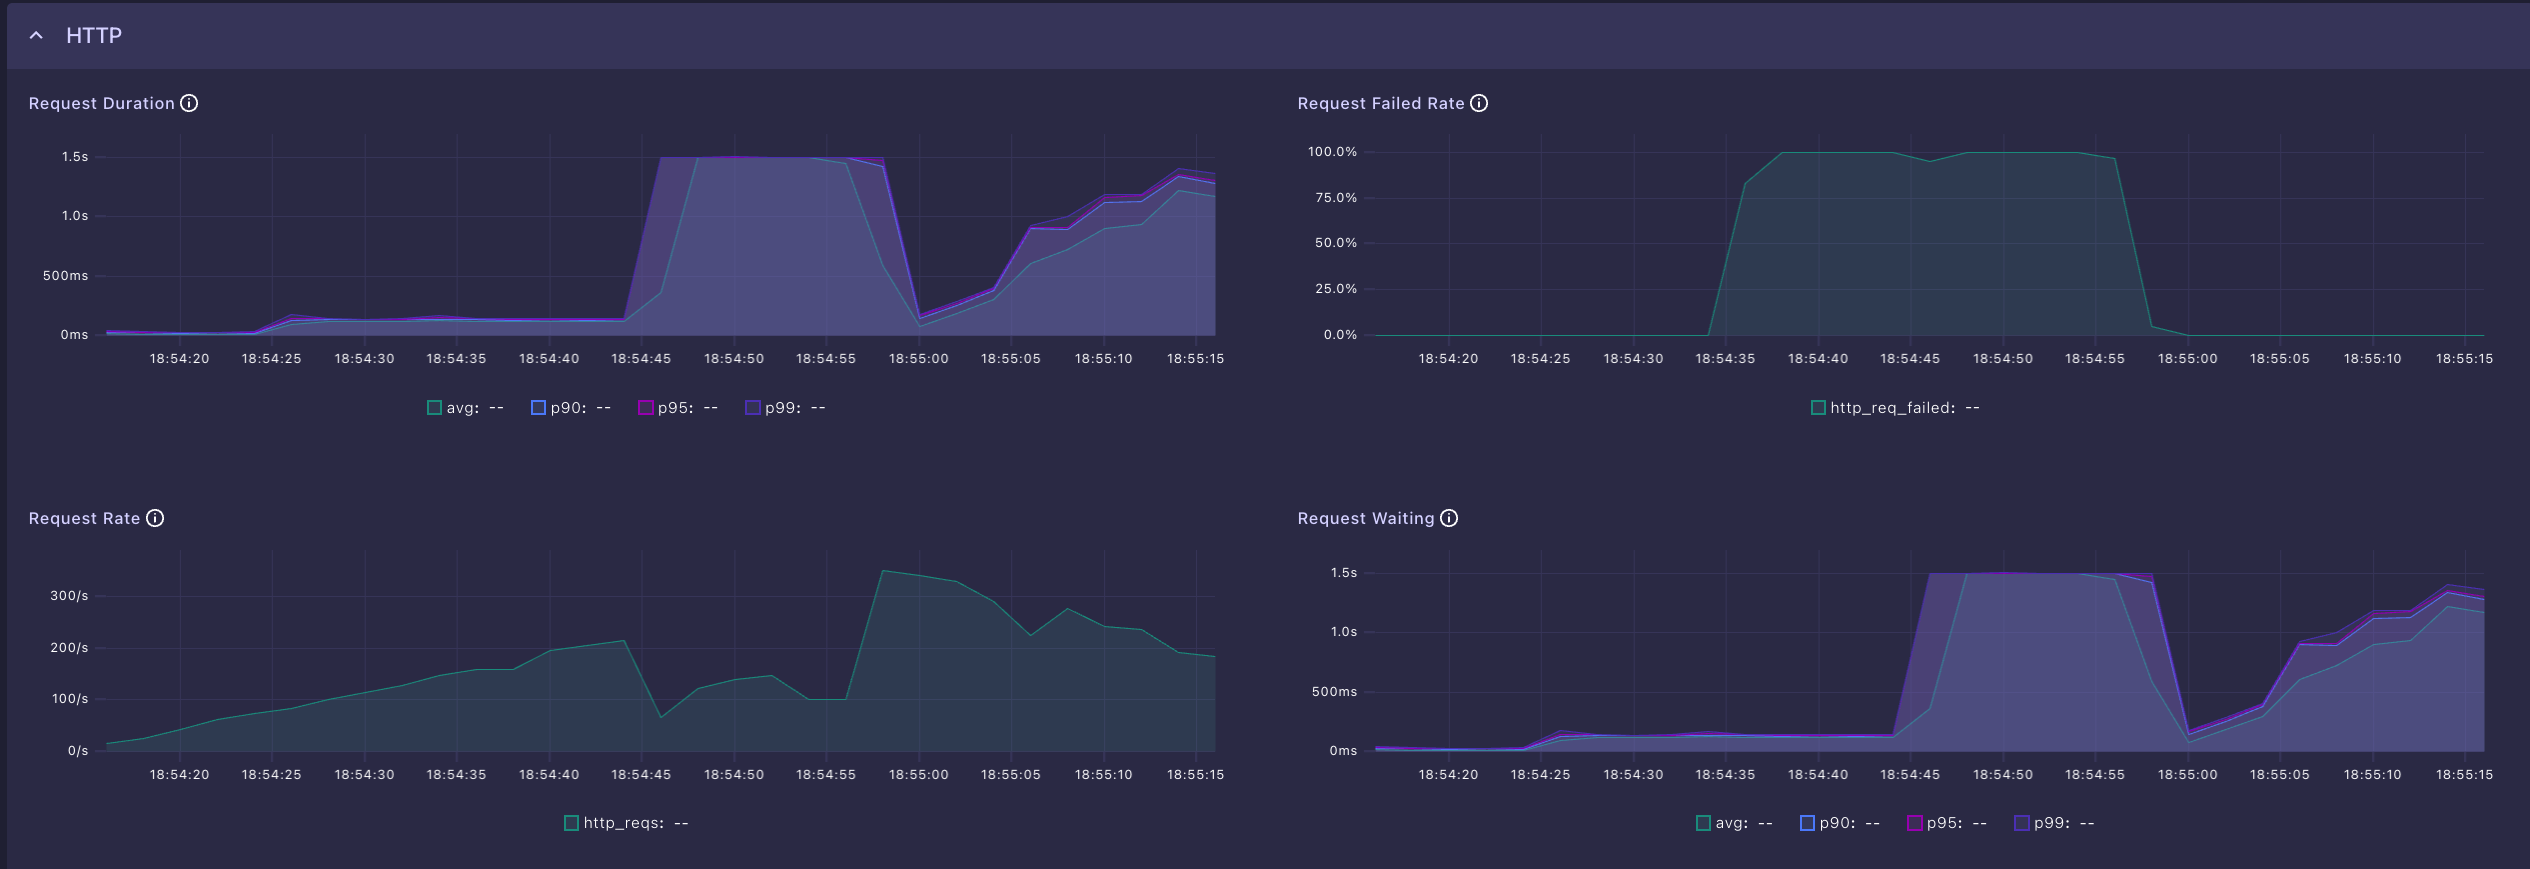 HTTP
Request Duration
1.5s
1.0s
500ms
0ms
18:54:20 18:54:25 18:54:30 18:54:35 18:54:40 18:54:45 18:54:50 18:54:55 18:55:00 18:55:05 18:55:10 18:55:15
avg: -- p90: -- p95: -- p99: --
Request Failed Rate
100.0%
75.0%
50.0%
25.0%
0.0%
18:54:20 18:54:25 18:54:30 18:54:35 18:54:40 18:54:45 18:54:50 18:54:55 18:55:00 18:55:05 18:55:10 18:55:15
http_req_failed: --
Request Rate
300/s
200/s
100/s
0/s
18:54:20 18:54:25 18:54:30 18:54:35 18:54:40 18:54:45 18:54:50 18:54:55 18:55:00 18:55:05 18:55:10 18:55:15
http_reqs: --
Request Waiting
1.5s
1.0s
500ms
0ms
18:54:20 18:54:25 18:54:30 18:54:35 18:54:40 18:54:45 18:54:50 18:54:55 18:55:00 18:55:05 18:55:10 18:55:15
avg: -- p90: -- p95: -- p99: --